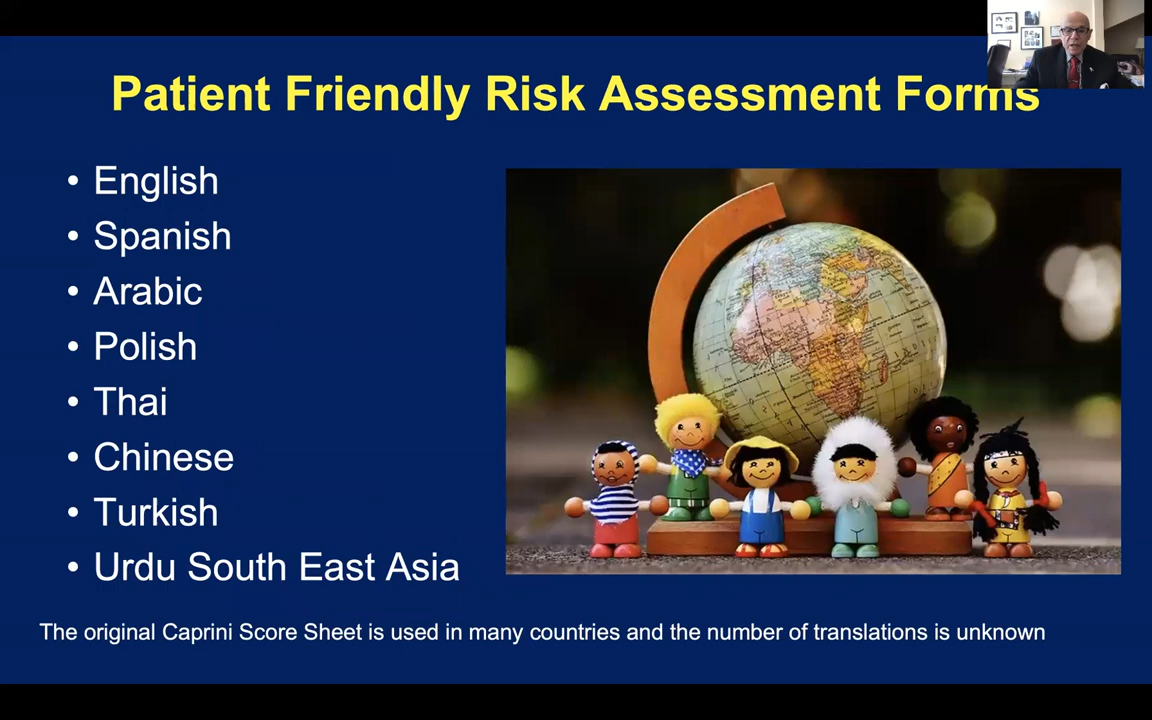 Patient Friendly Risk Assessment Forms
• English
• Spanish
• Arabic
• Polish
• Thai
• Chinese
• Turkish
• Urdu South East Asia
The original Caprini Score Sheet is used in many countries and the number of translations is unknown